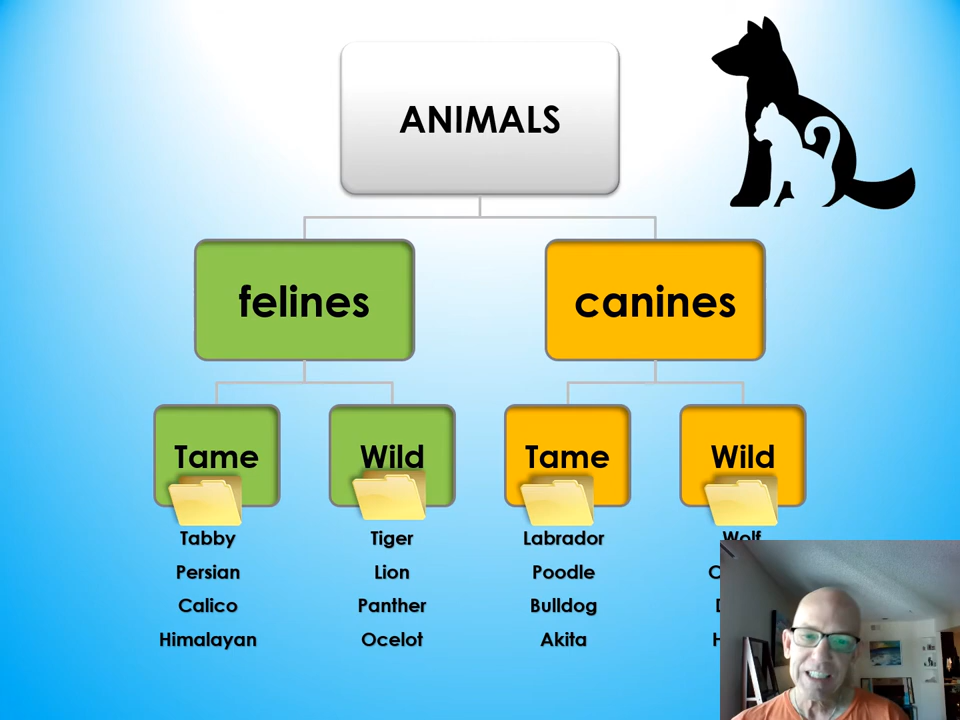 ANIMALS
felines
canines
Tame
Wild
Tame
Wild
Tabby
Tiger
Labrador
Wolf
Persian
Lion
Poodle
Calico
Panther
Bulldog
Himalayan
Ocelot
Akita